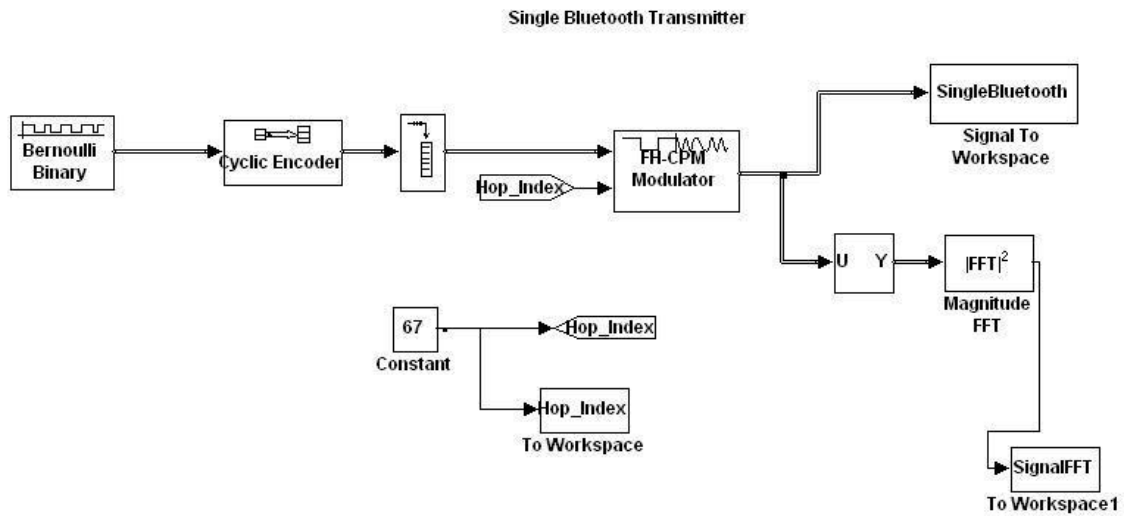 Single Bluetooth Transmitter
SingleBluetooth
Signal To
Workspace
Bernoulli
Binary
Cyclic Encoder
FH-CPM
Modulator
Hop_Index
U Y
|FFT|²
Magnitude
FFT
67
Constant
Hop_Index
Hop_Index
To Workspace
SignalFFT
To Workspace1